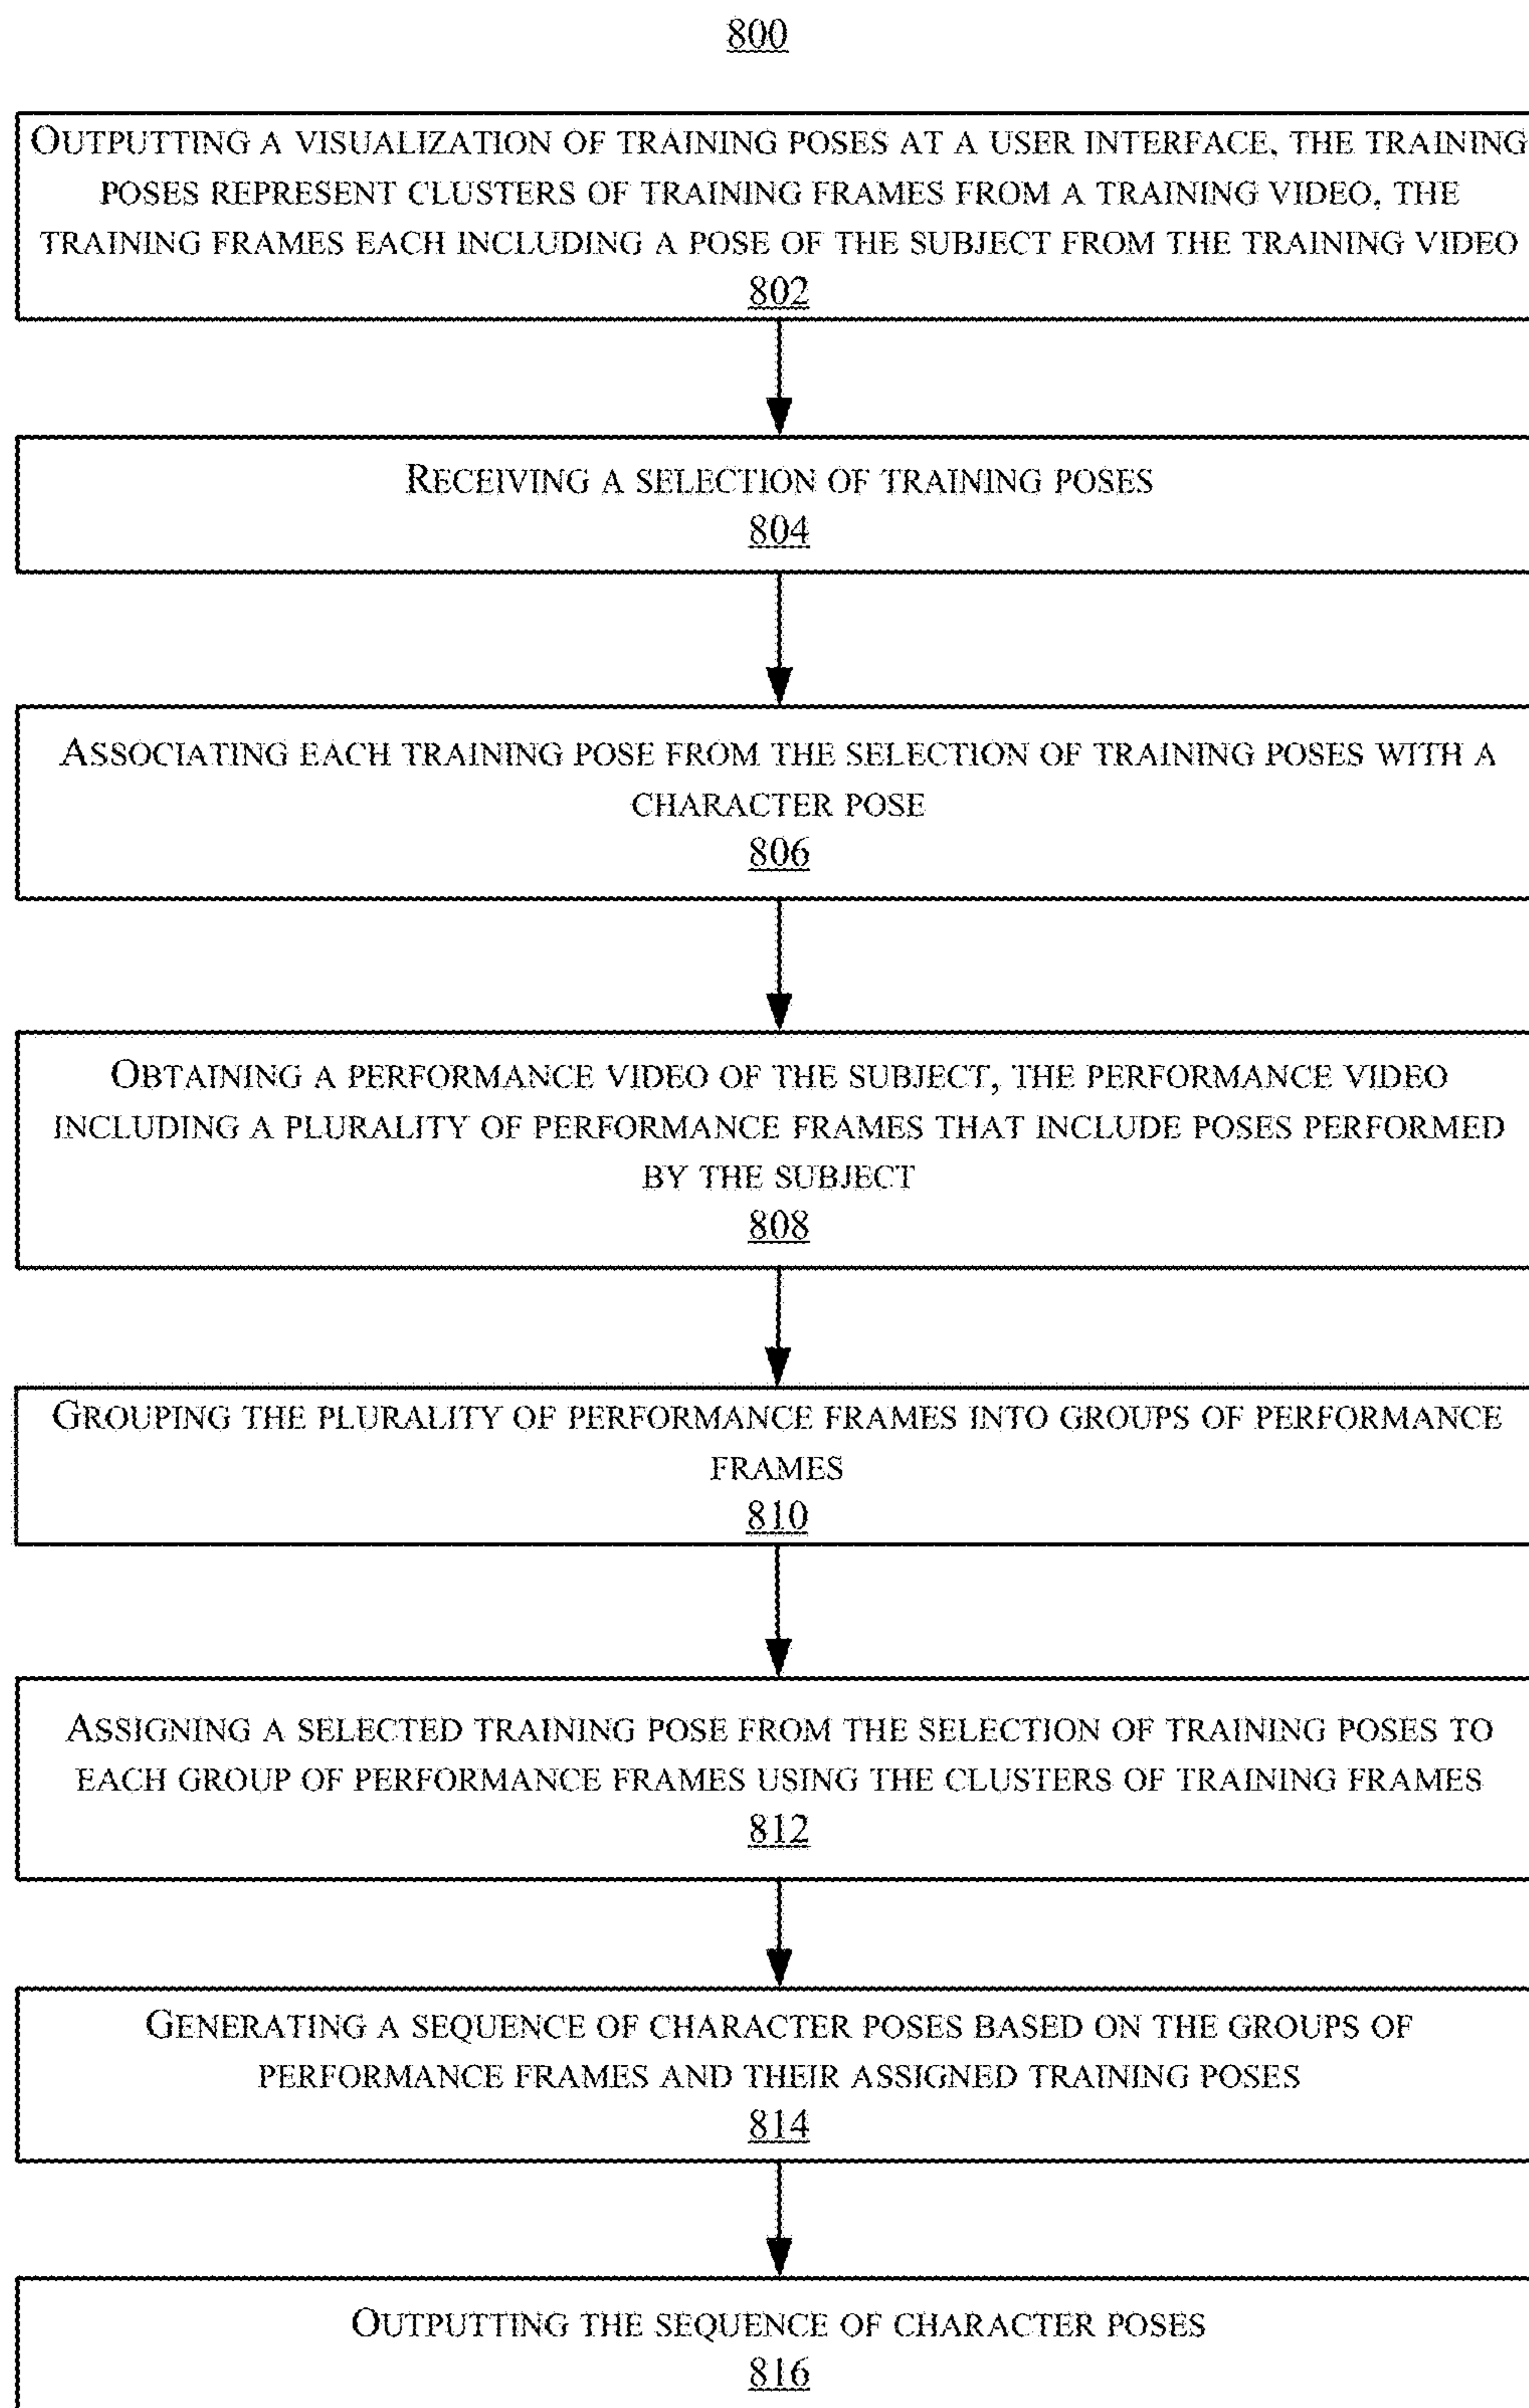 800
OUTPUTTING A VISUALIZATION OF TRAINING POSES AT A USER INTERFACE, THE TRAINING
POSES REPRESENT CLUSTERS OF TRAINING FRAMES FROM A TRAINING VIDEO, THE
TRAINING FRAMES EACH INCLUDING A POSE OF THE SUBJECT FROM THE TRAINING VIDEO
802
RECEIVING A SELECTION OF TRAINING POSES
804
ASSOCIATING EACH TRAINING POSE FROM THE SELECTION OF TRAINING POSES WITH A
CHARACTER POSE
806
OBTAINING A PERFORMANCE VIDEO OF THE SUBJECT, THE PERFORMANCE VIDEO
INCLUDING A PLURALITY OF PERFORMANCE FRAMES THAT INCLUDE POSES PERFORMED
BY THE SUBJECT
808
GROUPING THE PLURALITY OF PERFORMANCE FRAMES INTO GROUPS OF PERFORMANCE
FRAMES
810
ASSIGNING A SELECTED TRAINING POSE FROM THE SELECTION OF TRAINING POSES TO
EACH GROUP OF PERFORMANCE FRAMES USING THE CLUSTERS OF TRAINING FRAMES
812
GENERATING A SEQUENCE OF CHARACTER POSES BASED ON THE GROUPS OF
PERFORMANCE FRAMES AND THEIR ASSIGNED TRAINING POSES
814
OUTPUTTING THE SEQUENCE OF CHARACTER POSES
816